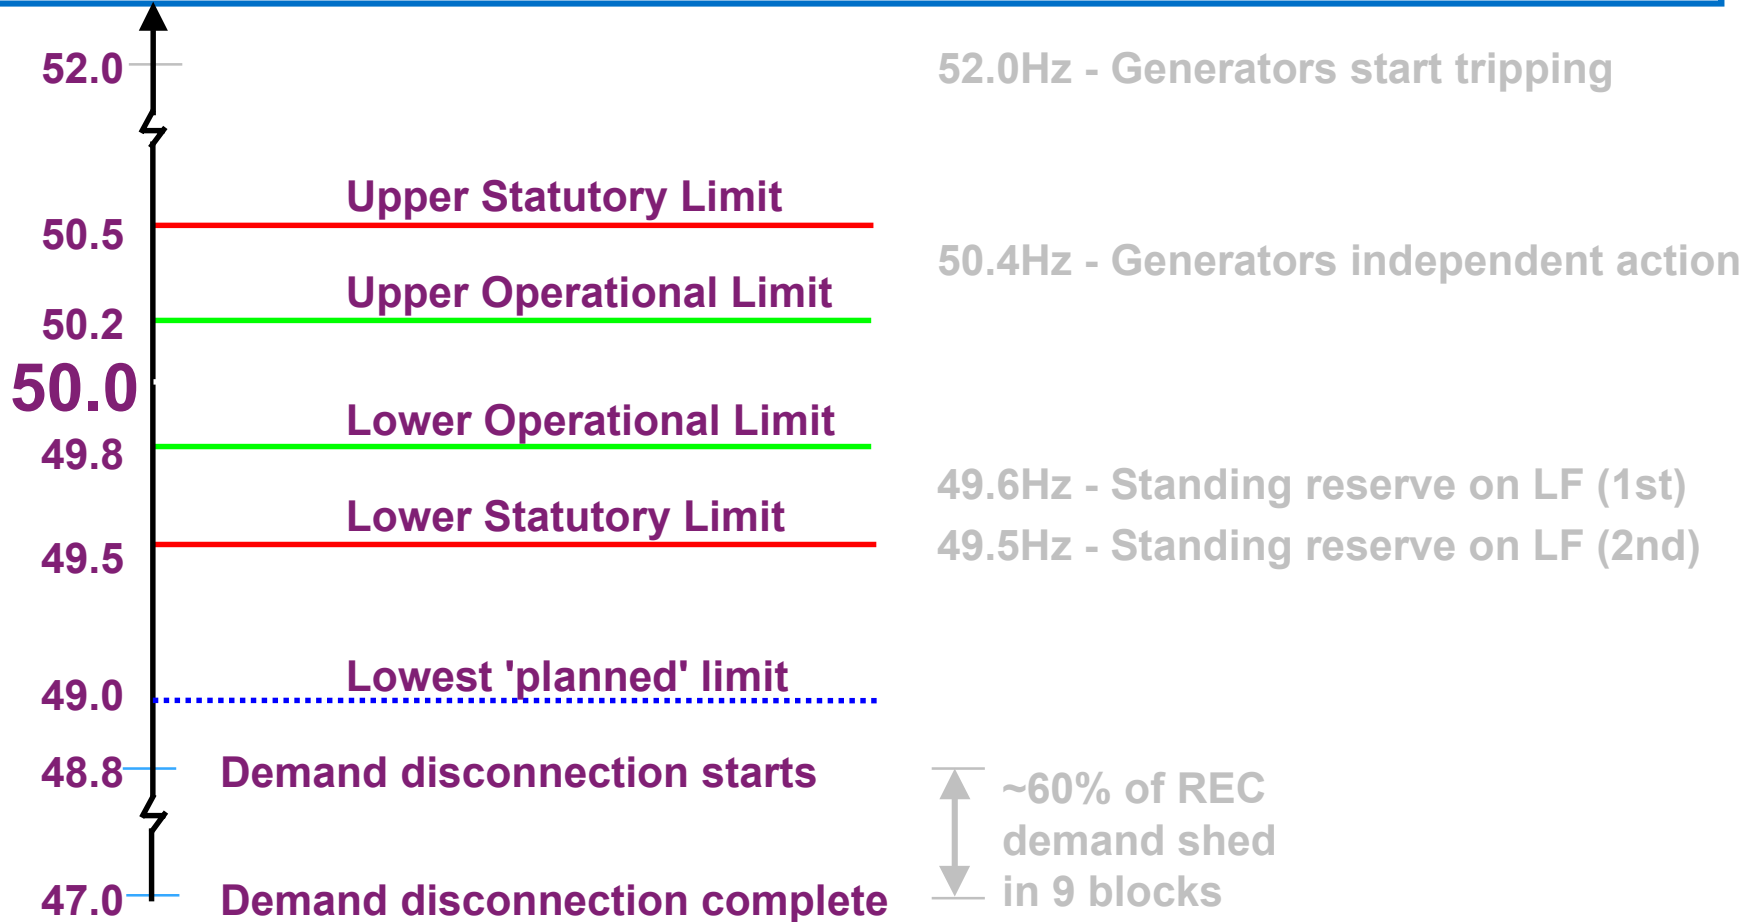 52.0
52.0Hz - Generators start tripping
Upper Statutory Limit
50.5
50.4Hz - Generators independent action
Upper Operational Limit
50.2
50.0
Lower Operational Limit
49.8
49.6Hz - Standing reserve on LF (1st)
Lower Statutory Limit
49.5Hz - Standing reserve on LF (2nd)
49.5
Lowest 'planned' limit
49.0
48.8
Demand disconnection starts
~60% of REC
demand shed
in 9 blocks
47.0
Demand disconnection complete